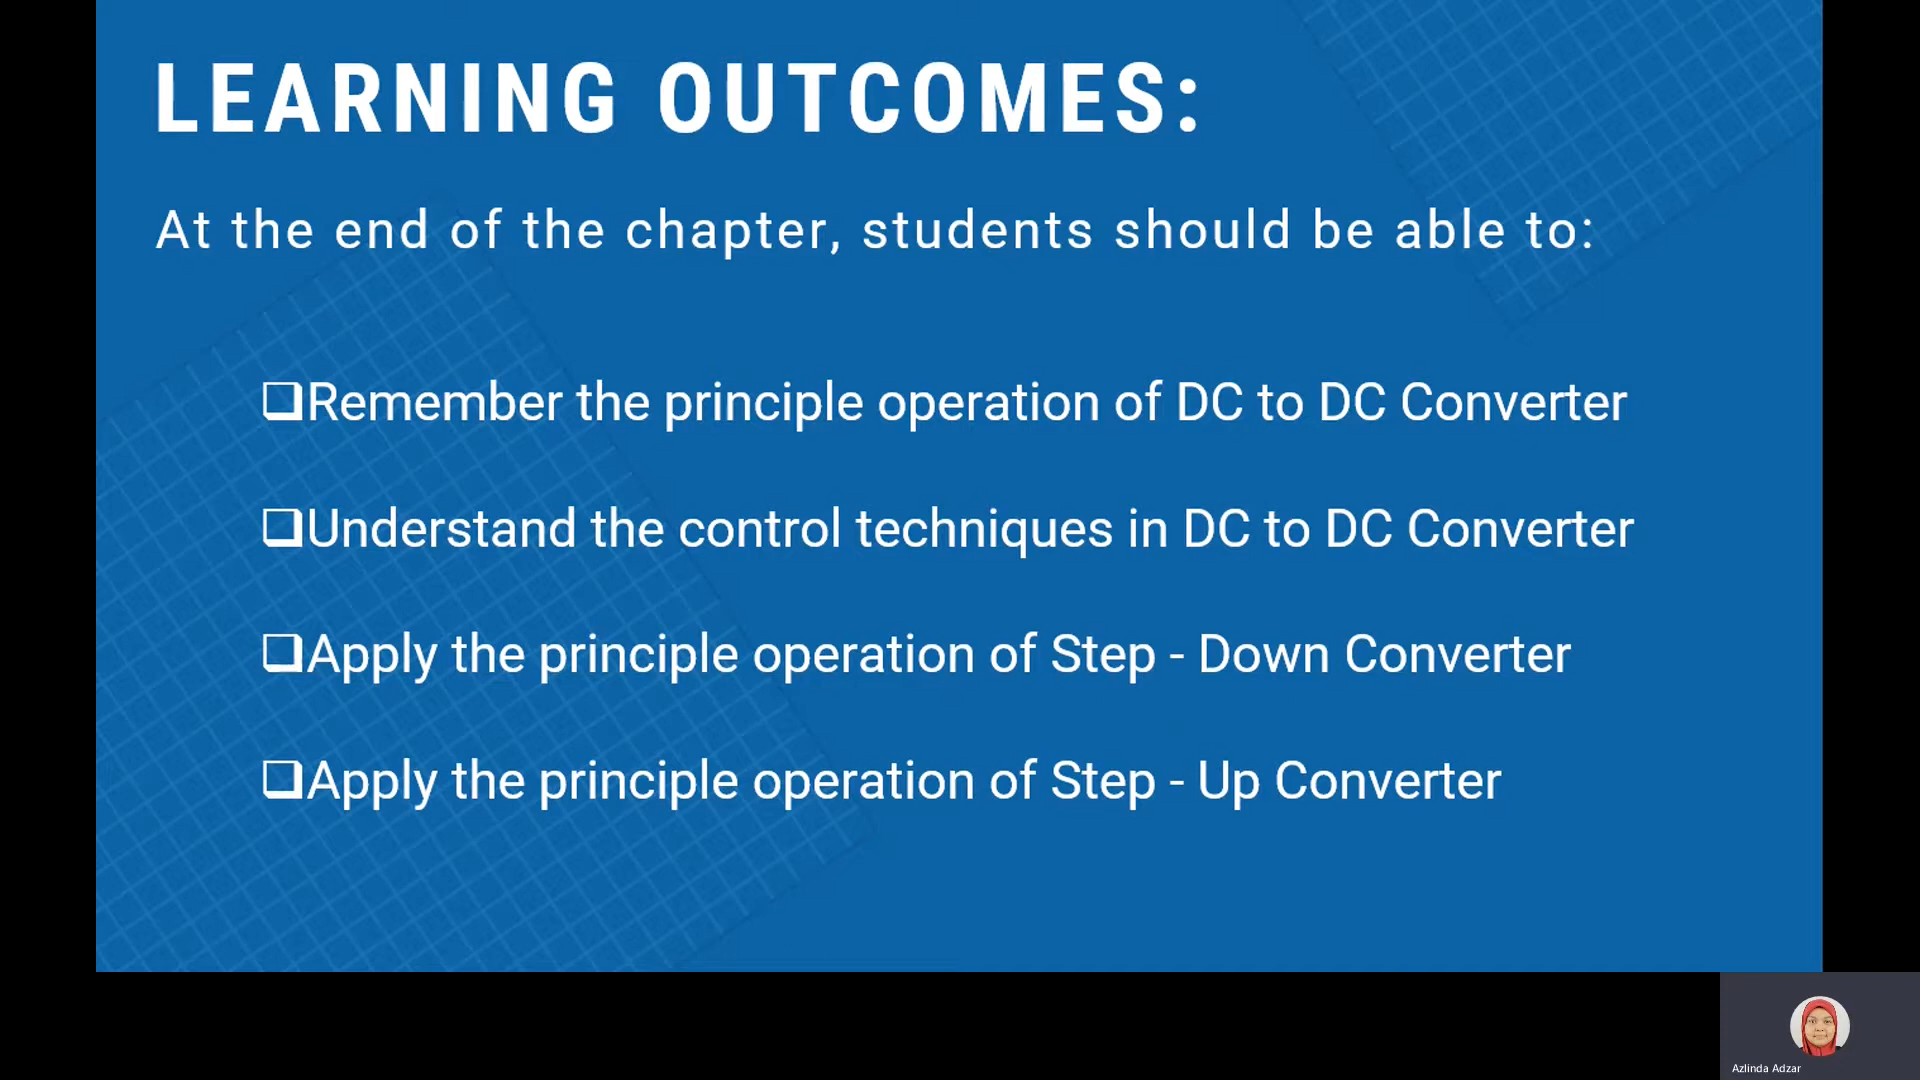 LEARNING OUTCOMES:
At the end of the chapter, students should be able to:
❑Remember the principle operation of DC to DC Converter
❑Understand the control techniques in DC to DC Converter
❑Apply the principle operation of Step - Down Converter
❑Apply the principle operation of Step - Up Converter
Azlinda Adzar